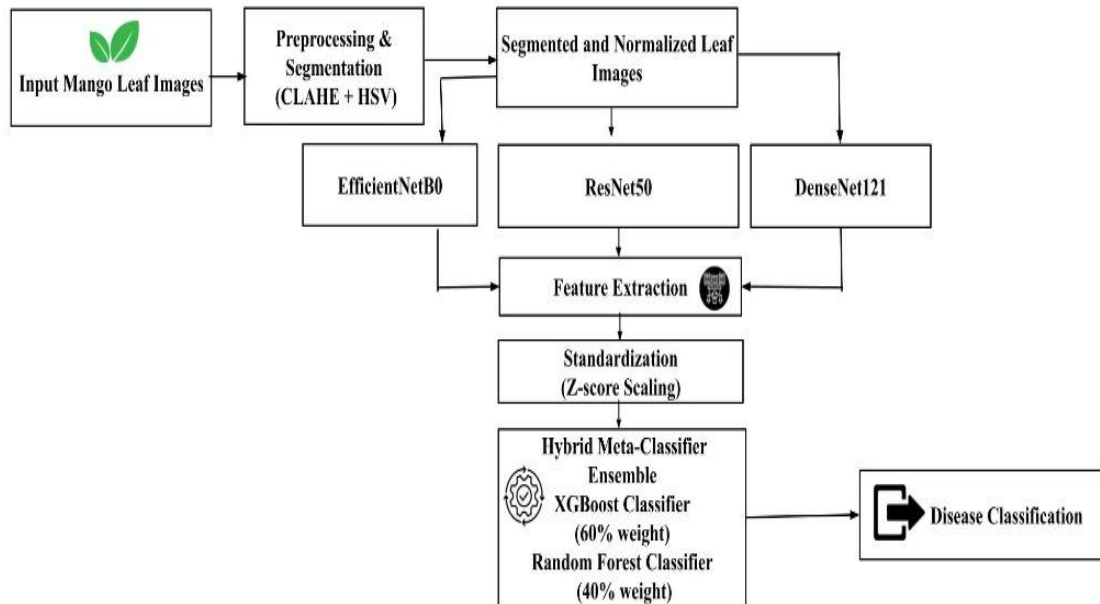 Input Mango Leaf Images
Preprocessing &
Segmentation
(CLAHE + HSV)
Segmented and Normalized Leaf
Images
EfficientNetB0
ResNet50
DenseNet121
Feature Extraction
Standardization
(Z-score Scaling)
Hybrid Meta-Classifier
Ensemble
XGBoost Classifier
(60% weight)
Random Forest Classifier
(40% weight)
Disease Classification